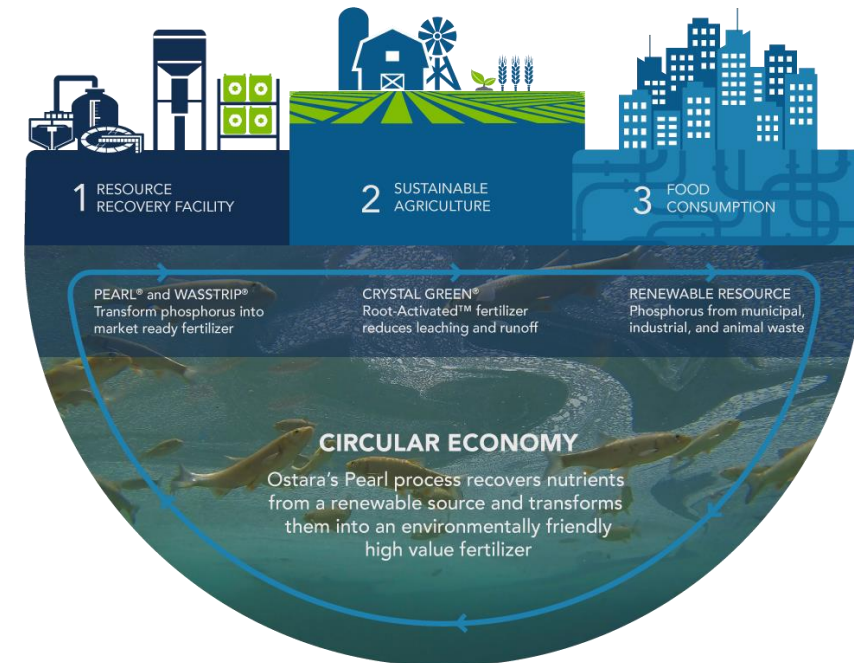 1 RESOURCE
RECOVERY FACILITY
2 SUSTAINABLE
AGRICULTURE
3 FOOD
CONSUMPTION
PEARL® and WASSTRIP®
Transform phosphorus into
market ready fertilizer
CRYSTAL GREEN®
Root-Activated™ fertilizer
reduces leaching and runoff
RENEWABLE RESOURCE
Phosphorus from municipal,
industrial, and animal waste
CIRCULAR ECONOMY
Ostara's Pearl process recovers nutrients
from a renewable source and transforms
them into an environmentally friendly
high value fertilizer